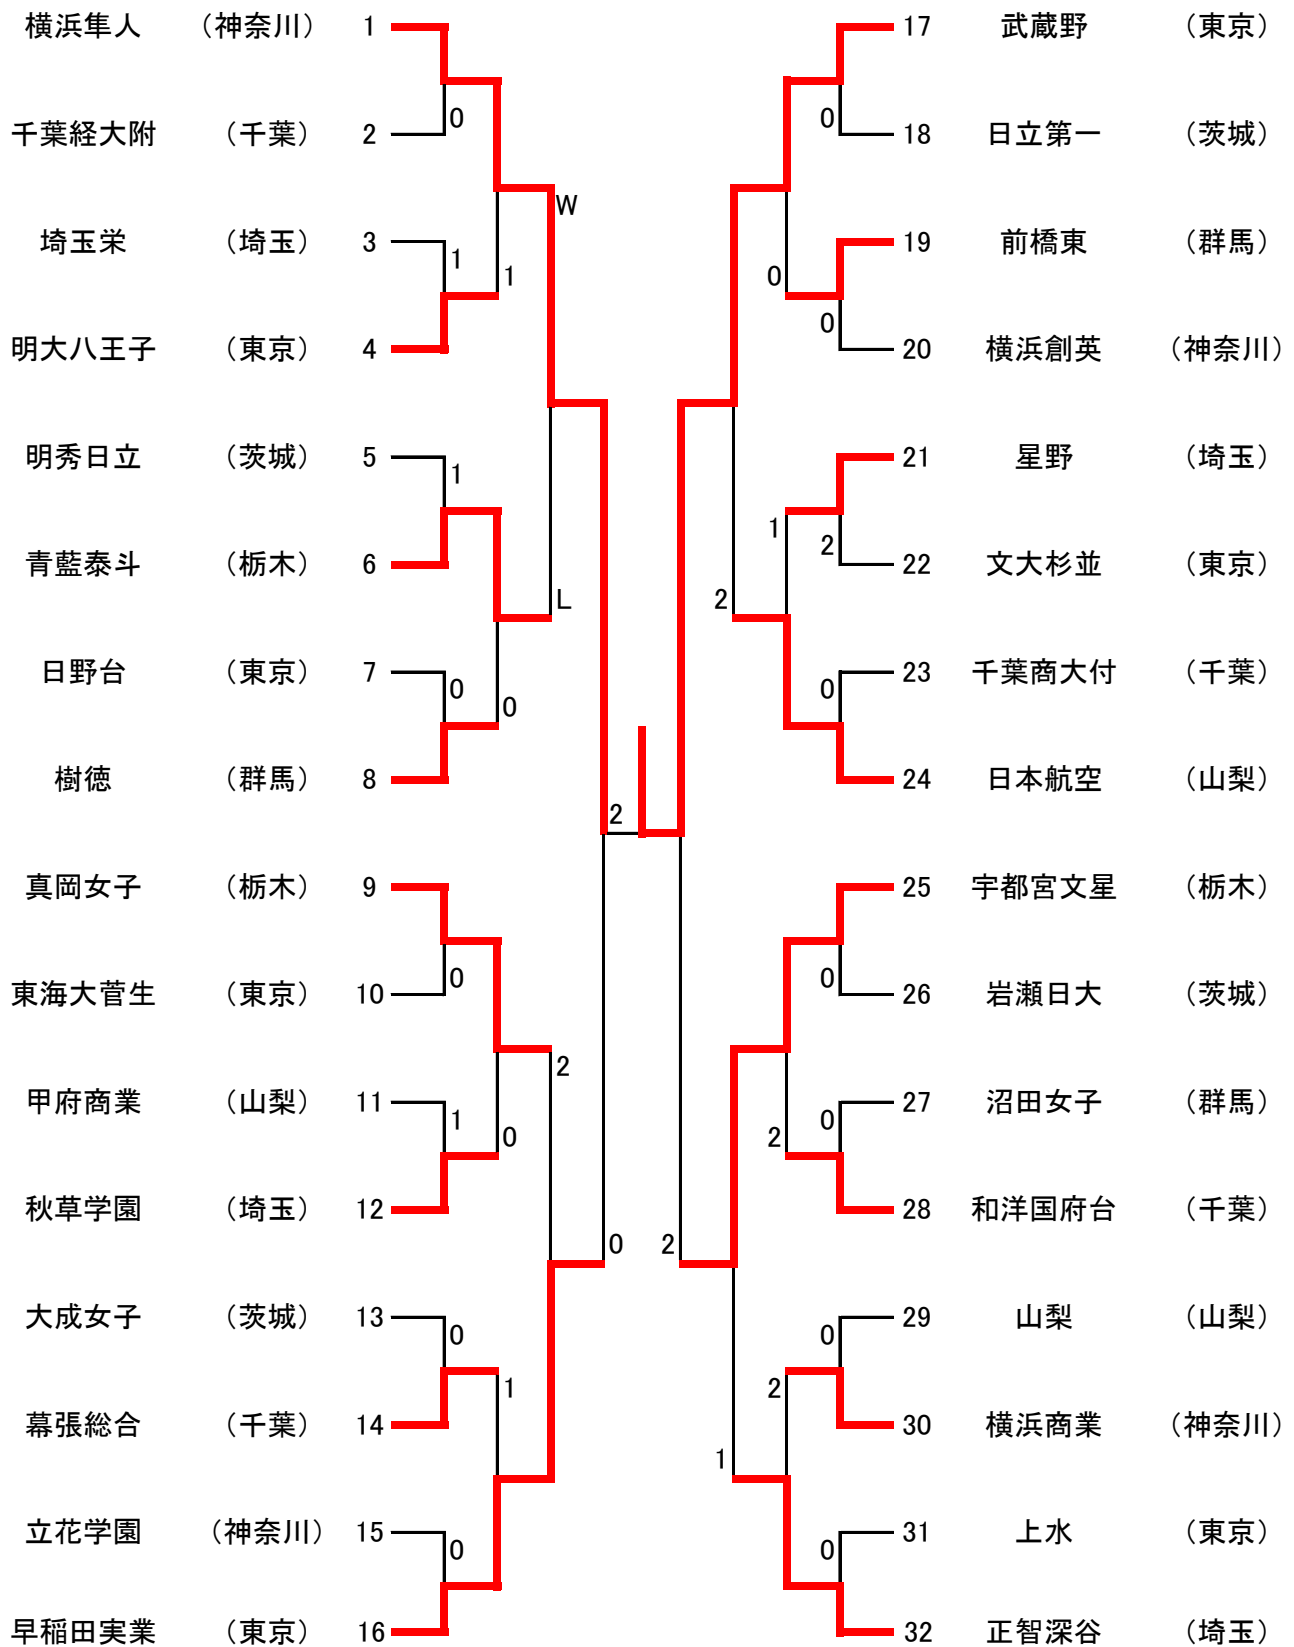 横浜隼人 （神奈川） 1
17 武蔵野 （東京）
0
0
千葉経大附 （千葉） 2
18 日立第一 （茨城）
W
埼玉栄 （埼玉） 3
19 前橋東 （群馬）
1
1
0
0
明大八王子 （東京） 4
20 横浜創英 （神奈川）
明秀日立 （茨城） 5
21 星野 （埼玉）
1
1
2
青藍泰斗 （栃木） 6
22 文大杉並 （東京）
L
2
日野台 （東京） 7
23 千葉商大付 （千葉）
0
0
0
樹徳 （群馬） 8
24 日本航空 （山梨）
2
真岡女子 （栃木） 9
25 宇都宮文星 （栃木）
0
0
東海大菅生 （東京） 10
26 岩瀬日大 （茨城）
2
甲府商業 （山梨） 11
27 沼田女子 （群馬）
1
0
2
0
秋草学園 （埼玉） 12
28 和洋国府台 （千葉）
0
2
大成女子 （茨城） 13
29 山梨 （山梨）
0
0
1
2
幕張総合 （千葉） 14
30 横浜商業 （神奈川）
1
立花学園 （神奈川） 15
31 上水 （東京）
0
0
早稲田実業 （東京） 16
32 正智深谷 （埼玉）